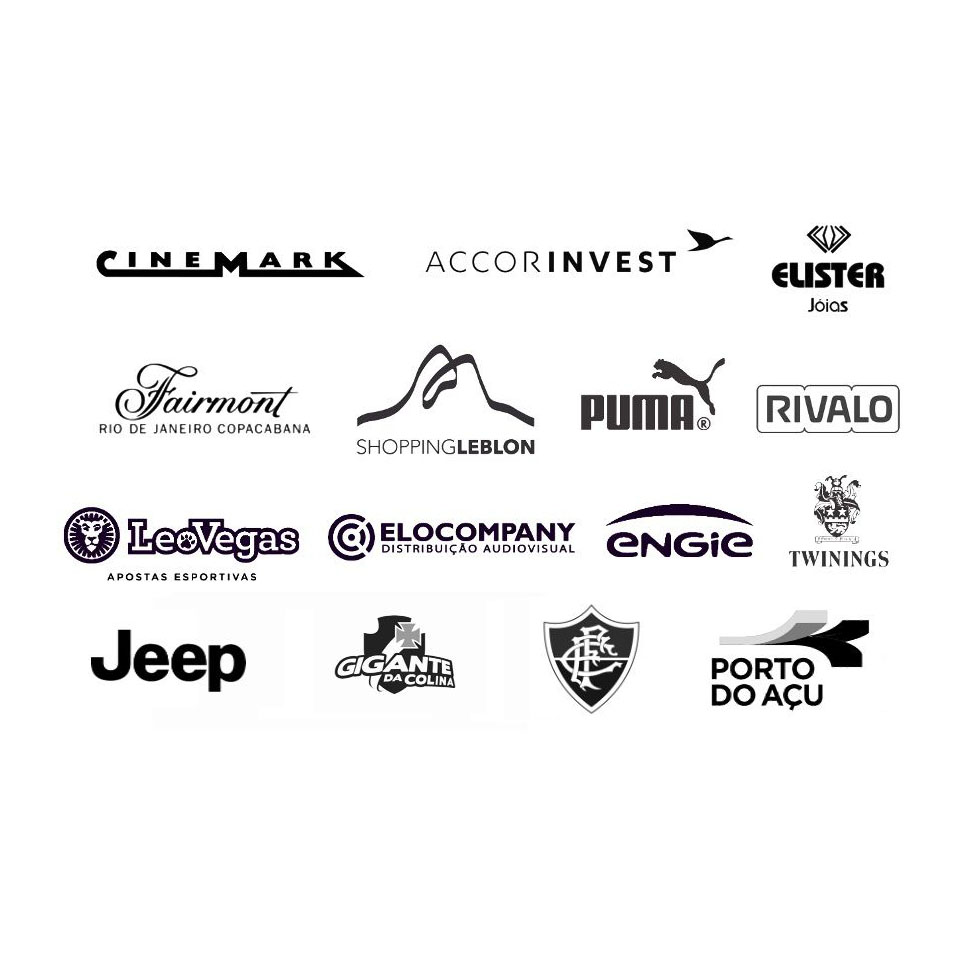 CINEMARK
ACCORINVEST
ELISTER
Jóias
Fairmont
RIO DE JANEIRO COPACABANA
SHOPPINGLEBLON
PUMA®
RIVALO
LeoVegas
APOSTAS ESPORTIVAS
ELOCOMPANY
DISTRIBUIÇÃO AUDIOVISUAL
ENGIE
TWININGS
Jeep
GIGANTE
DA COLINA
FFC
PORTO
DO AÇU